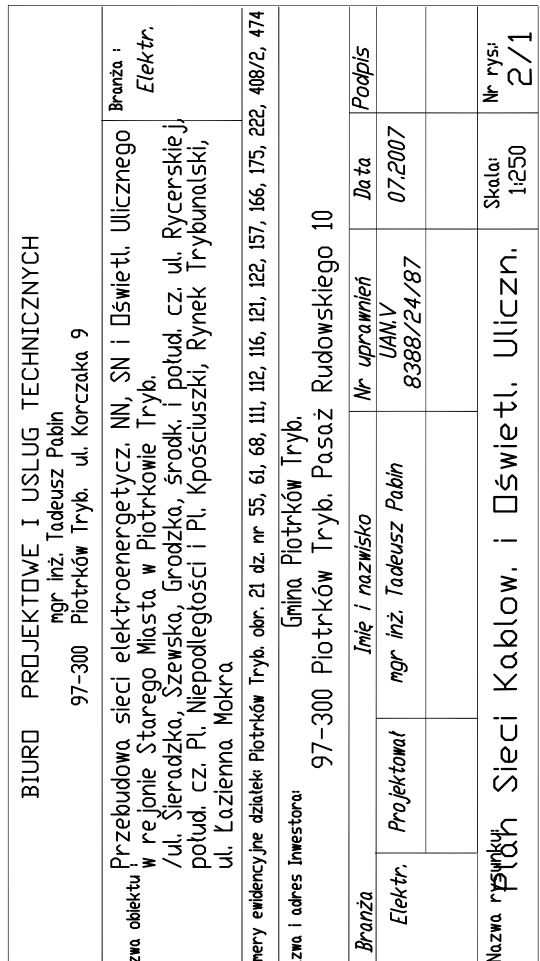 BIURO PROJEKTOWE I USLUG TECHNICZNYCH
mgr inż. Tadeusz Pabin
97-300 Piotrków Tryb. ul. Korczaka 9
zwa obiektu :
Przebudowa sieci elektroenergetycz. NN, SN i Oświetl. Ulicznego
w rejonie Starego Miasta w Piotrkowie Tryb.
/ul. Sieradzka, Szewska, Grodzka, środk. i połud. cz. ul. Rycerskiej,
połud. cz. Pl. Niepodległości i Pl. Kpościuszki, Rynek Trybunalski,
ul. Łazienna Mokra
Branża :
Elektr.
mery ewidencyjne działek: Piotrków Tryb. obr. 21 dz. nr 55, 61, 68, 111, 112, 116, 121, 122, 157, 166, 175, 222, 408/2, 474
zwa i adres Inwestora:
Gmina Piotrków Tryb.
97-300 Piotrków Tryb. Pasaż Rudowskiego 10
Branża Imię i nazwisko Nr uprawnień Data Podpis
Elektr. Projektował mgr inż. Tadeusz Pabin UAN.V 8388/24/87 07.2007
Nazwa rysunku:
Plan Sieci Kablow. i Oświetl. Uliczn.
Skala:
1:250
Nr rys.:
2/1